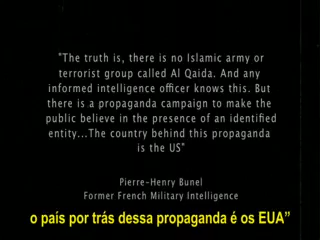 "The truth is, there is no Islamic army or
terrorist group called Al Qaida. And any
informed intelligence officer knows this. But
there is a propaganda campaign to make the
public believe in the presence of an identified
entity...The country behind this propaganda
is the US"
Pierre-Henry Bunel
Former French Military Intelligence
o país por trás dessa propaganda é os EUA”